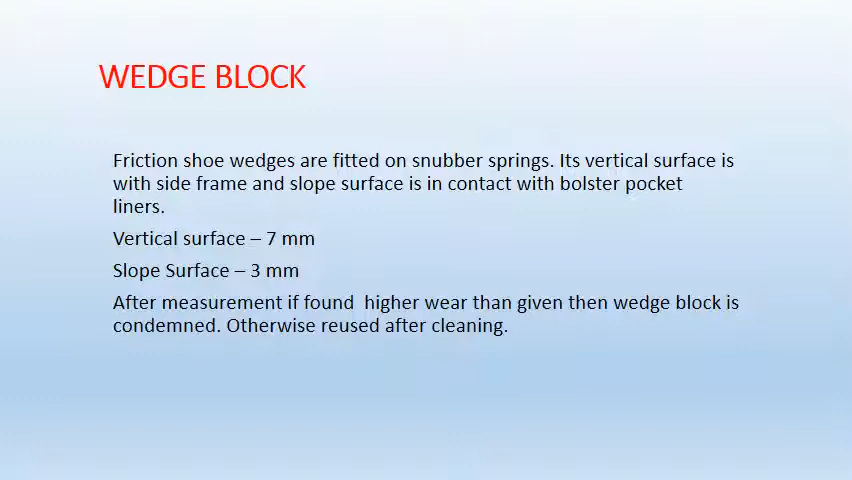 WEDGE BLOCK
Friction shoe wedges are fitted on snubber springs. Its vertical surface is
with side frame and slope surface is in contact with bolster pocket
liners.
Vertical surface – 7 mm
Slope Surface – 3 mm
After measurement if found  higher wear than given then wedge block is
condemned. Otherwise reused after cleaning.